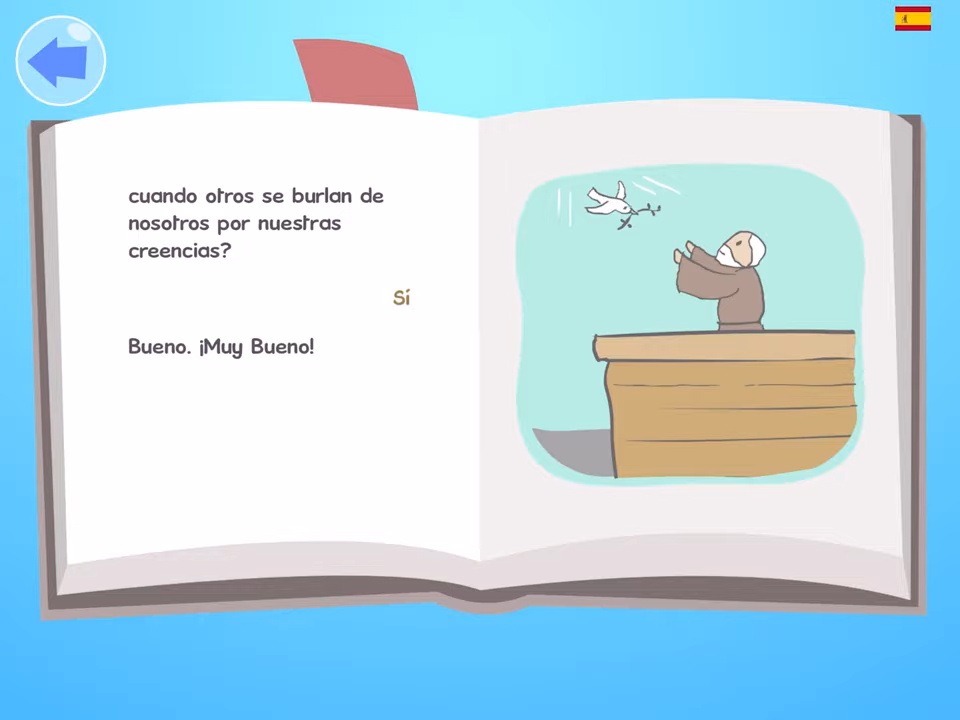 cuando otros se burlan de
nosotros por nuestras
creencias?
Sí
Bueno. ¡Muy Bueno!